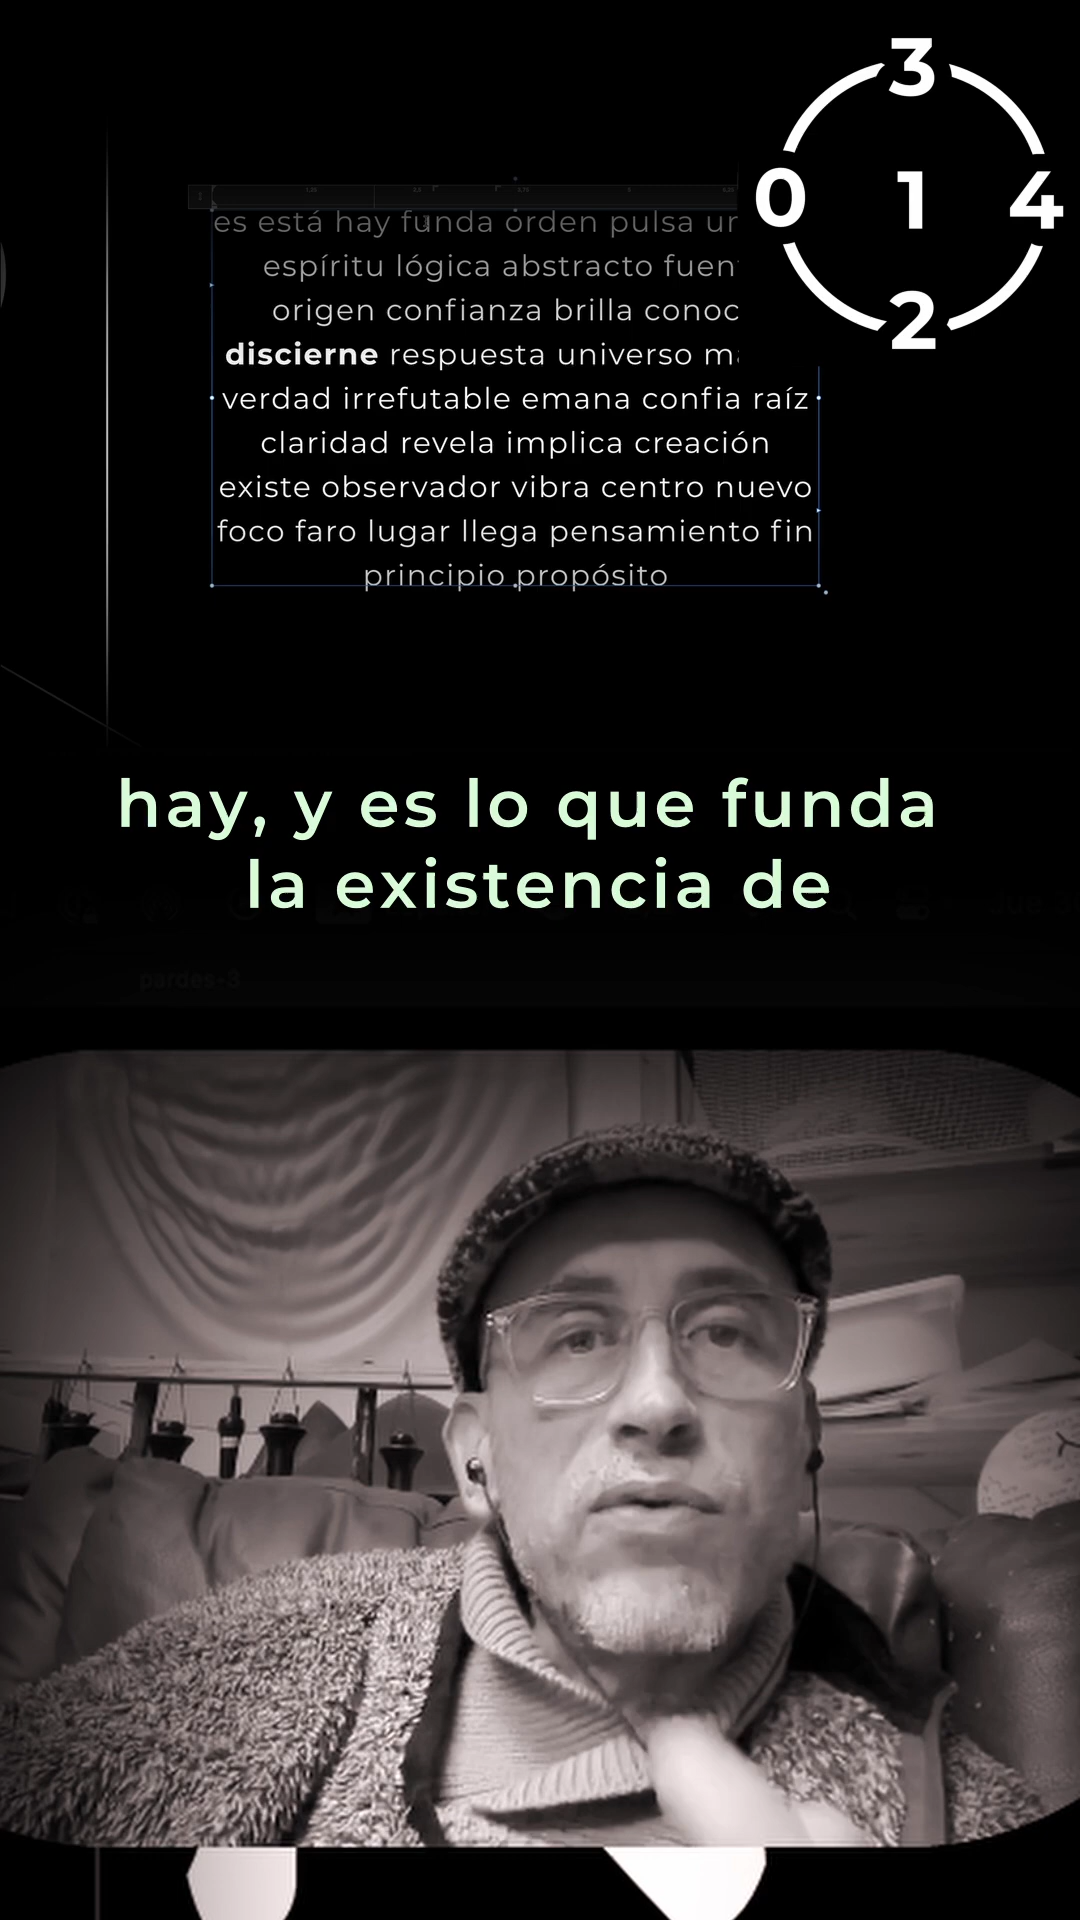 3
0 1 4
2
es está hay funda orden pulsa
espíritu lógica abstracto
origen confianza brilla
discierne respuesta universo
verdad irrefutable emana confia raíz
claridad revela implica creación
existe observador vibra centro nuevo
foco faro lugar llega pensamiento fin
principio propósito
hay, y es lo que funda
la existencia de
pardes-3